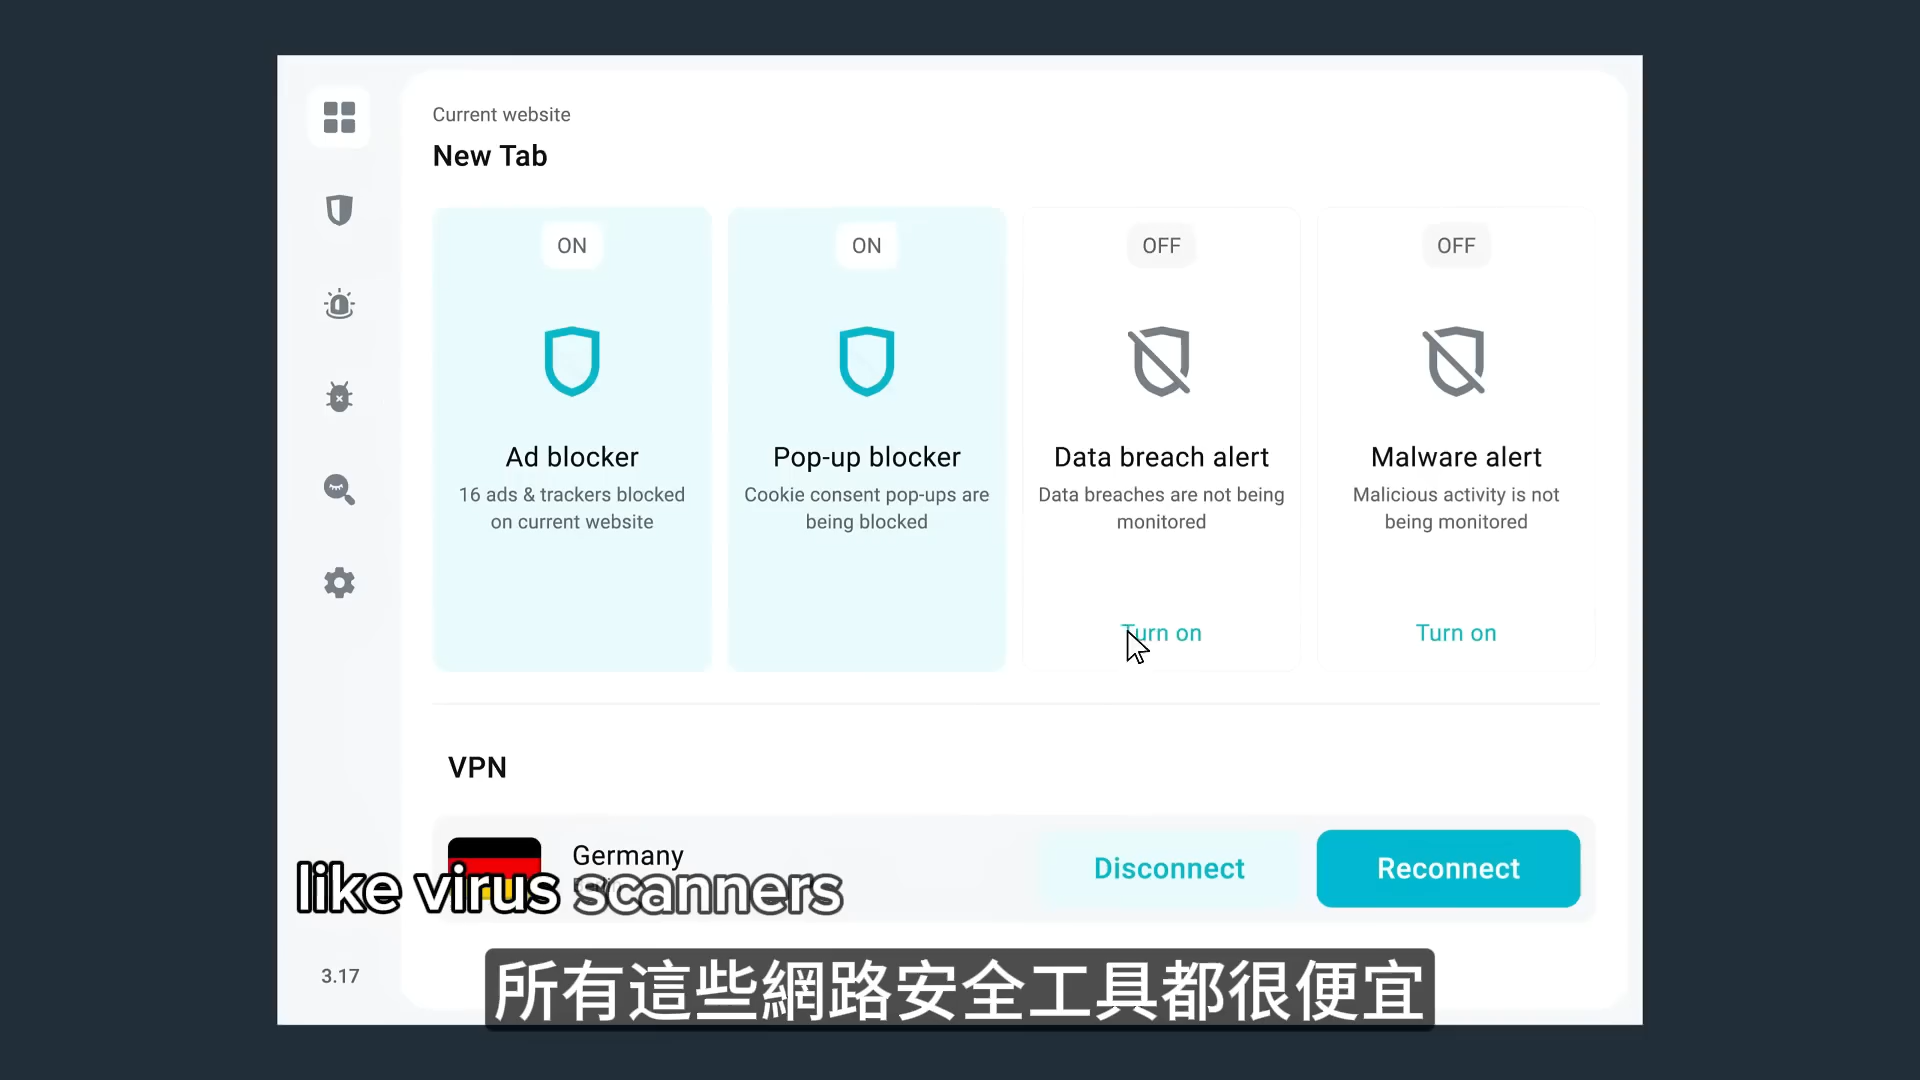 Current website
New Tab
ON
Ad blocker
16 ads & trackers blocked
on current website
ON
Pop-up blocker
Cookie consent pop-ups are
being blocked
OFF
Data breach alert
Data breaches are not being
monitored
Turn on
OFF
Malware alert
Malicious activity is not
being monitored
Turn on
VPN
Germany
Disconnect
Reconnect
like virus scanners
3.17
所有這些網路安全工具都很便宜